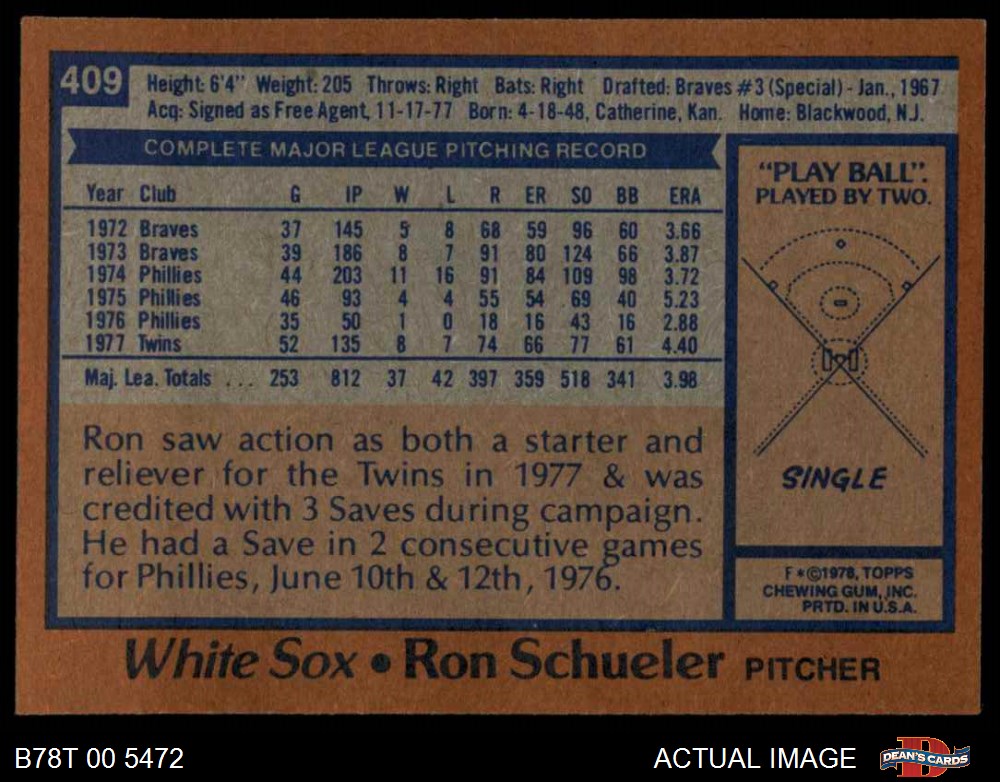 409
Height: 6'4" Weight: 205 Throws: Right Bats: Right Drafted: Braves #3 (Special) - Jan., 1967
Acq: Signed as Free Agent, 11-17-77 Born: 4-18-48, Catherine, Kan. Home: Blackwood, N.J.
COMPLETE MAJOR LEAGUE PITCHING RECORD
Year Club G IP W L R ER SO BB ERA
1972 Braves 37 145 5 8 68 59 96 60 3.66
1973 Braves 39 186 8 7 91 80 124 66 3.87
1974 Phillies 44 203 11 16 91 84 109 98 3.72
1975 Phillies 46 93 4 4 55 54 69 40 5.23
1976 Phillies 35 50 1 0 18 16 43 16 2.88
1977 Twins 52 135 8 7 74 66 77 61 4.40
Maj. Lea. Totals ... 253 812 37 42 397 359 518 341 3.98
Ron saw action as both a starter and
reliever for the Twins in 1977 & was
credited with 3 Saves during campaign.
He had a Save in 2 consecutive games
for Phillies, June 10th & 12th, 1976.
"PLAY BALL".
PLAYED BY TWO.
SINGLE
F*©1978, TOPPS
CHEWING GUM, INC.
PRTD. IN U.S.A.
White Sox • Ron Schueler PITCHER
B78T 00 5472
ACTUAL IMAGE
DEAN'S CARDS